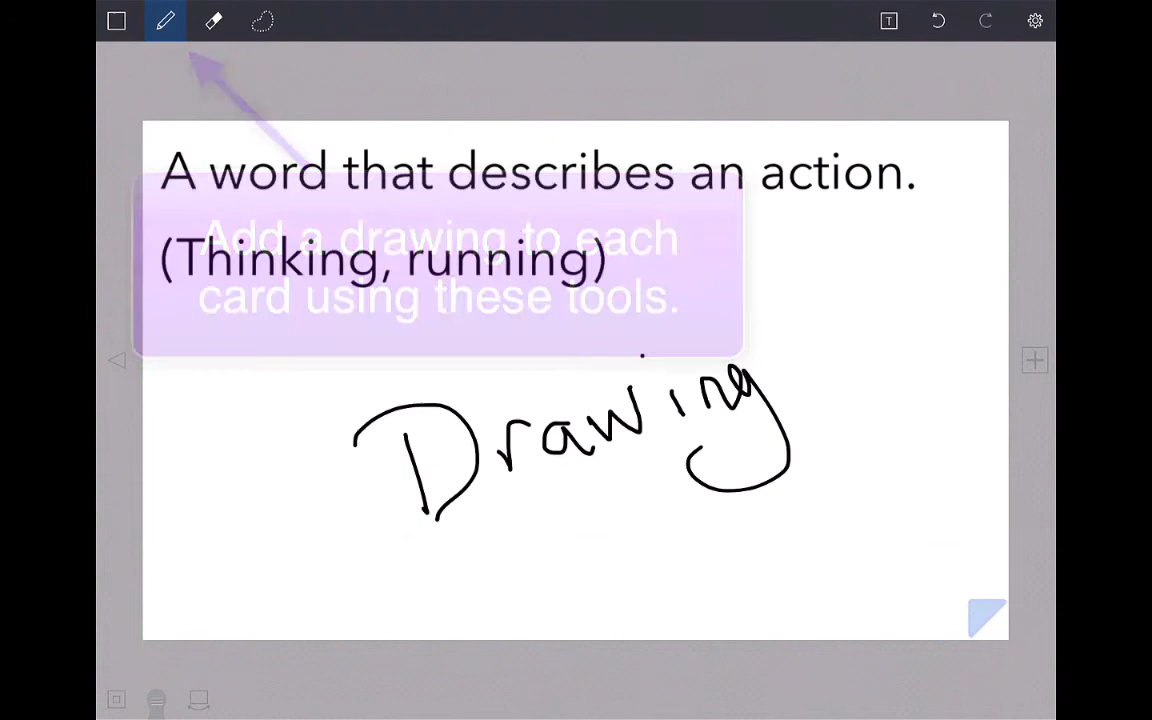 A word that describes an action.
Add a drawing to each
(Thinking, running)
card using these tools.
Drawing